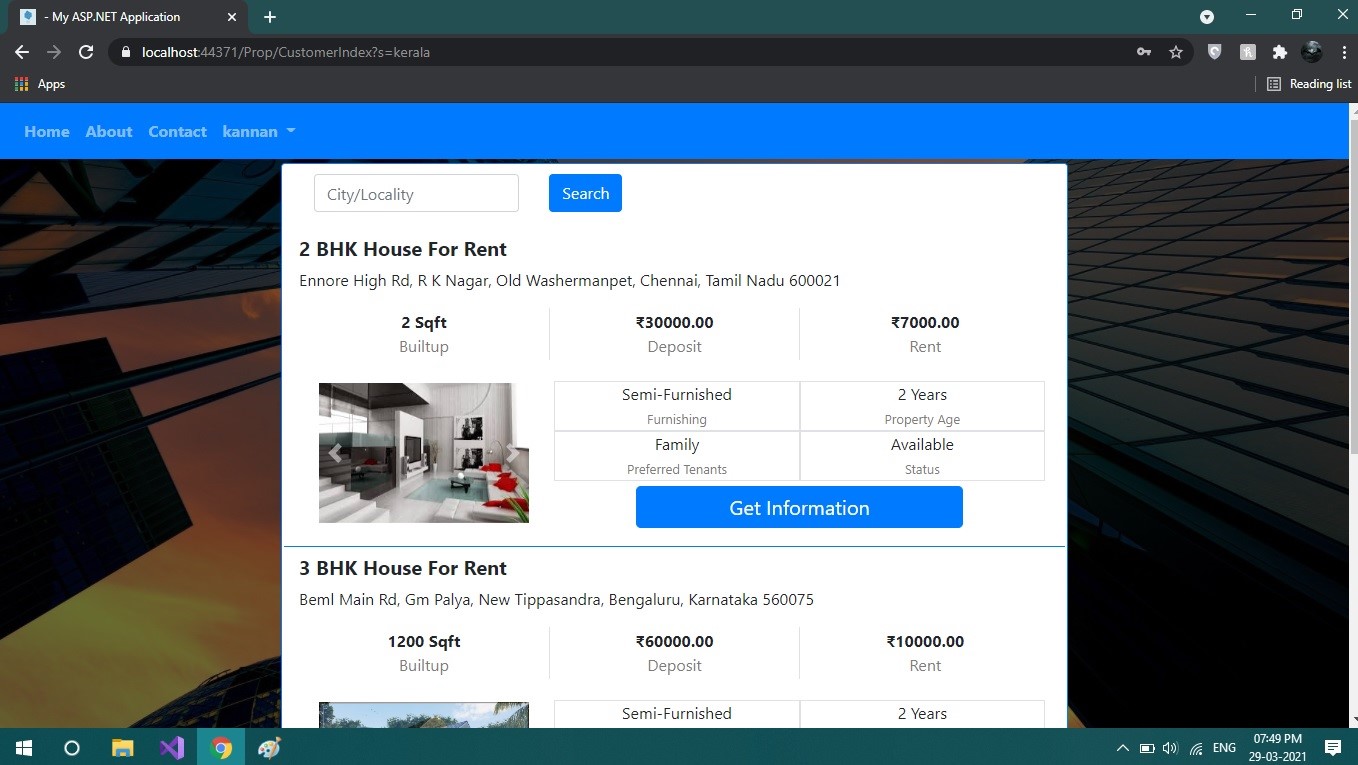 - My ASP.NET Application
localhost:44371/Prop/CustomerIndex?s=kerala
Apps
Reading list
Home About Contact kannan
City/Locality
Search
2 BHK House For Rent
Ennore High Rd, R K Nagar, Old Washermanpet, Chennai, Tamil Nadu 600021
2 Sqft ₹30000.00 ₹7000.00
Builtup Deposit Rent
Semi-Furnished 2 Years
Furnishing Property Age
Family Available
Preferred Tenants Status
Get Information
3 BHK House For Rent
Beml Main Rd, Gm Palya, New Tippasandra, Bengaluru, Karnataka 560075
1200 Sqft ₹60000.00 ₹10000.00
Builtup Deposit Rent
Semi-Furnished 2 Years
ENG
07:49 PM
29-03-2021